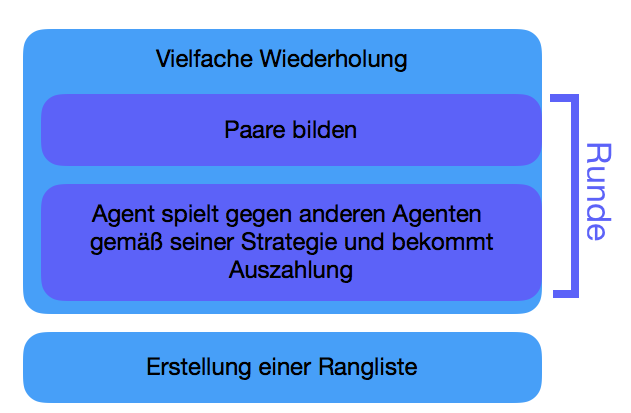 Vielfache Wiederholung
Paare bilden
Agent spielt gegen anderen Agenten
gemäß seiner Strategie und bekommt
Auszahlung
Runde
Erstellung einer Rangliste